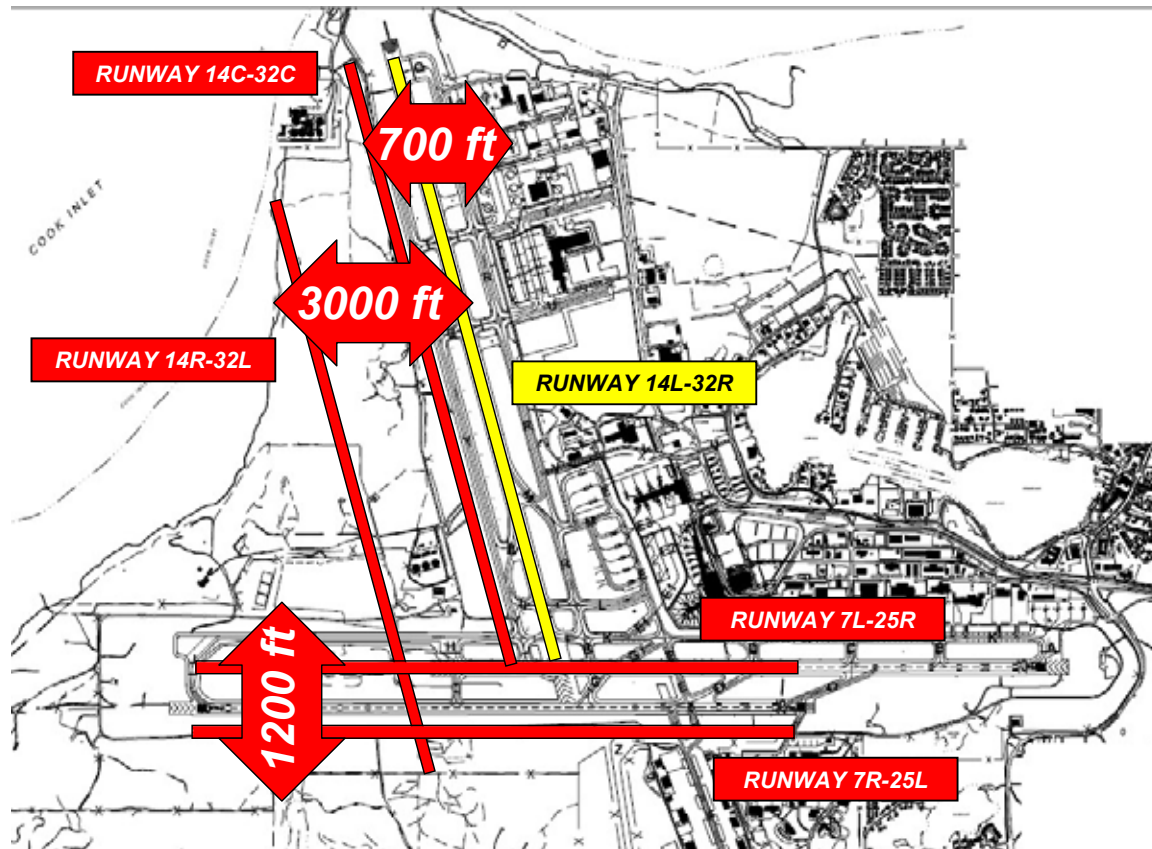 RUNWAY 14C-32C
700 ft
COOK INLET
3000 ft
RUNWAY 14R-32L
RUNWAY 14L-32R
RUNWAY 7L-25R
1200 ft
RUNWAY 7R-25L